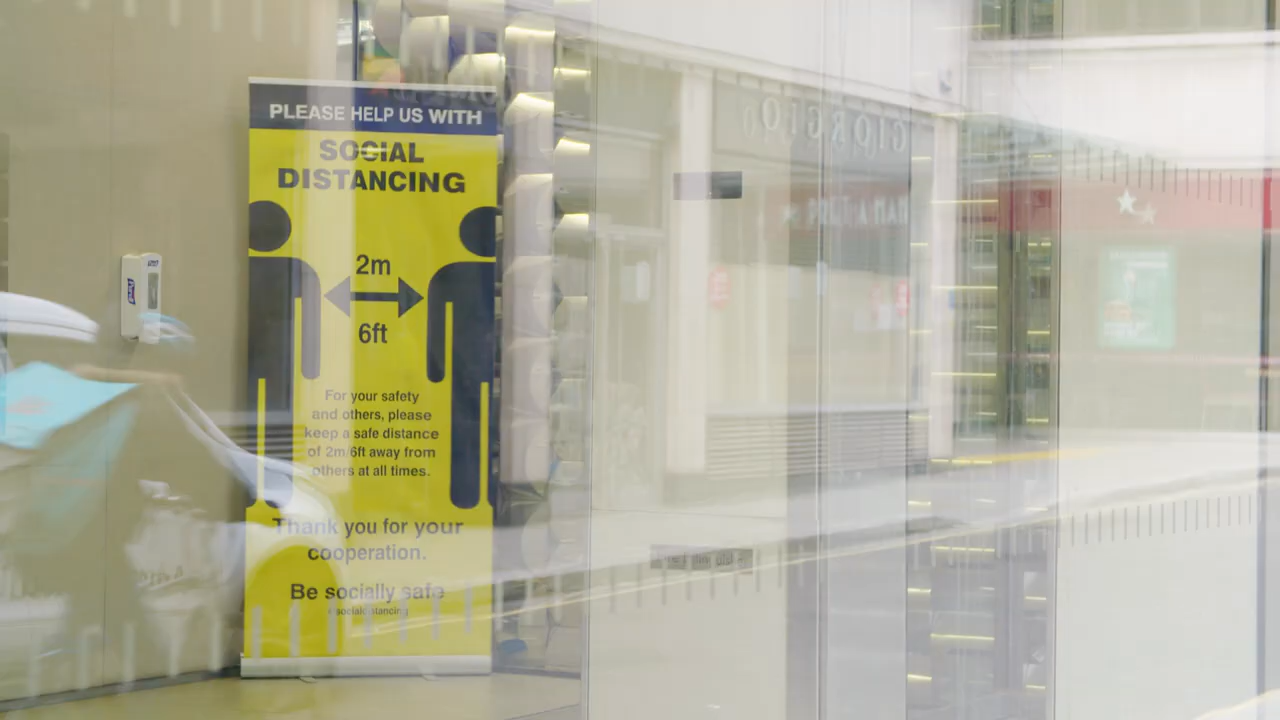 PLEASE HELP US WITH
SOCIAL
DISTANCING
2m
6ft
For your safety
and others, please
keep a safe distance
of 2m/6ft away from
others at all times.
Thank you for your
cooperation.
Be socially safe
#socialdistancing
GIORGIO